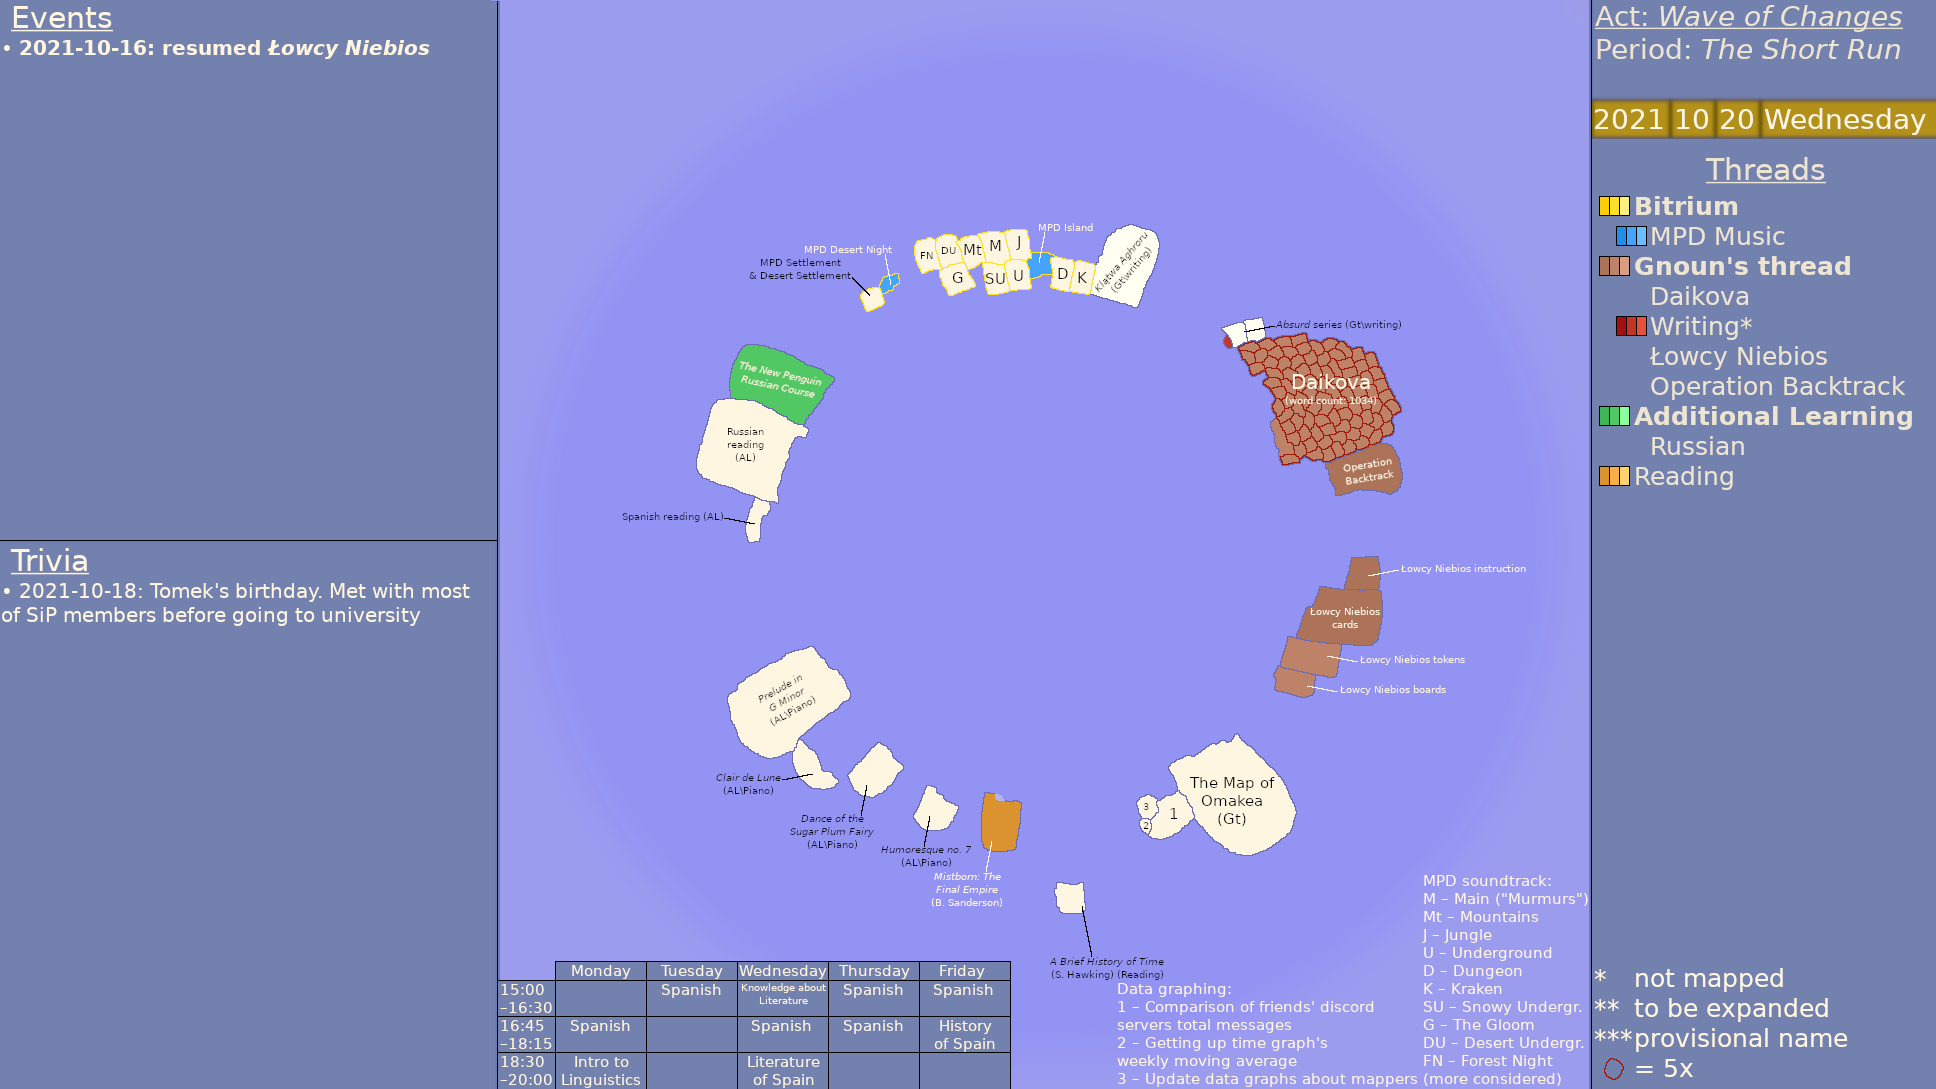 Events
• 2021-10-16: resumed Łowcy Niebios
Trivia
• 2021-10-18: Tomek's birthday. Met with most
of SiP members before going to university
MPD Island
MPD Desert Night
MPD Settlement
& Desert Settlement
FN
DU
Mt
M
J
G
SU
U
D
K
Klątwa Aghroru
(Gt\writing)
Absurd series (Gt\writing)
Daikova
(word count: 1034)
Operation
Backtrack
The New Penguin
Russian Course
Russian
reading
(AL)
Spanish reading (AL)
Łowcy Niebios instruction
Łowcy Niebios
cards
Łowcy Niebios tokens
Łowcy Niebios boards
Prelude in
G Minor
(AL\Piano)
Clair de Lune
(AL\Piano)
Dance of the
Sugar Plum Fairy
(AL\Piano)
Humoresque no. 7
(AL\Piano)
Mistborn: The
Final Empire
(B. Sanderson)
The Map of
Omakea
(Gt)
1
2
3
A Brief History of Time
(S. Hawking) (Reading)
Monday Tuesday Wednesday Thursday Friday
15:00
–16:30
Spanish
Knowledge about
Literature
Spanish
Spanish
16:45
–18:15
Spanish
Spanish
Spanish
History
of Spain
18:30
–20:00
Intro to
Linguistics
Literature
of Spain
Data graphing:
1 – Comparison of friends' discord
servers total messages
2 – Getting up time graph's
weekly moving average
3 – Update data graphs about mappers
MPD soundtrack:
M – Main ("Murmurs")
Mt – Mountains
J – Jungle
U – Underground
D – Dungeon
K – Kraken
SU – Snowy Undergr.
G – The Gloom
DU – Desert Undergr.
FN – Forest Night
(more considered)
Act: Wave of Changes
Period: The Short Run
2021 10 20 Wednesday
Threads
Bitrium
MPD Music
Gnoun's thread
Daikova
Writing*
Łowcy Niebios
Operation Backtrack
Additional Learning
Russian
Reading
* not mapped
** to be expanded
*** provisional name
= 5x